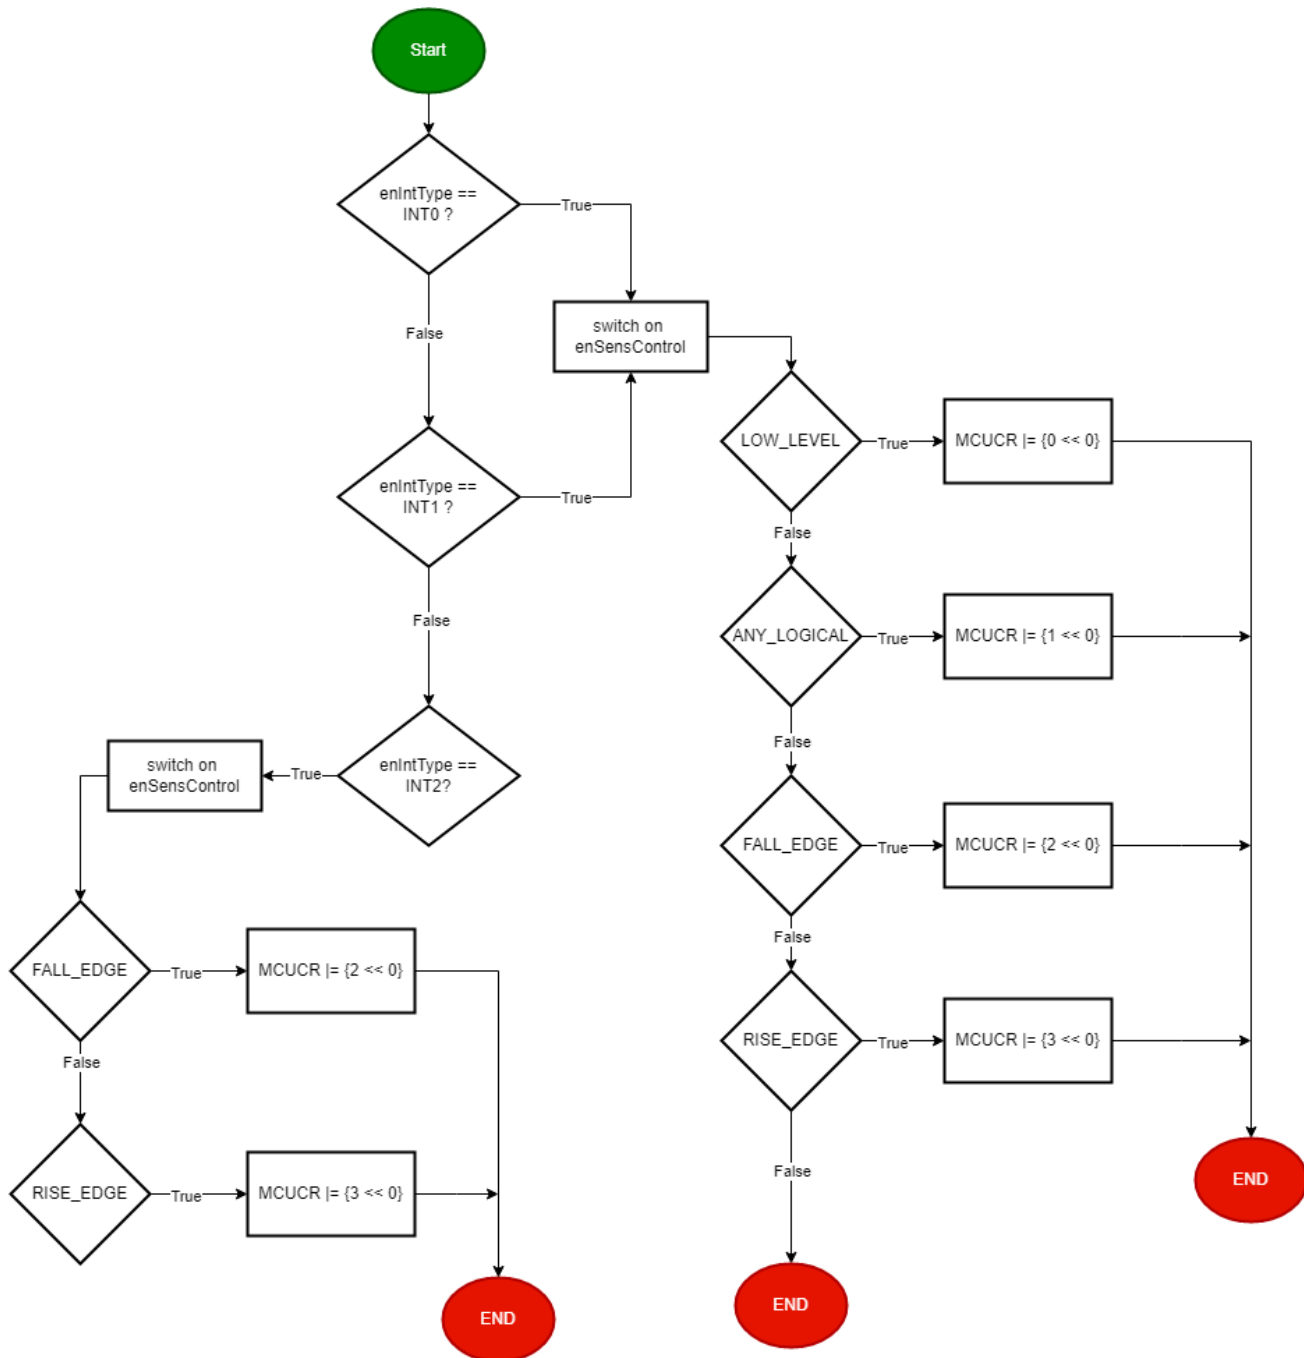 Start
enIntType ==
INT0 ?
True
False
switch on
enSensControl
enIntType ==
INT1 ?
True
False
LOW_LEVEL
True
MCUCR |= {0 << 0}
False
ANY_LOGICAL
True
MCUCR |= {1 << 0}
False
FALL_EDGE
True
MCUCR |= {2 << 0}
False
RISE_EDGE
True
MCUCR |= {3 << 0}
False
END
END
enIntType ==
INT2?
True
switch on
enSensControl
FALL_EDGE
True
MCUCR |= {2 << 0}
False
RISE_EDGE
True
MCUCR |= {3 << 0}
END